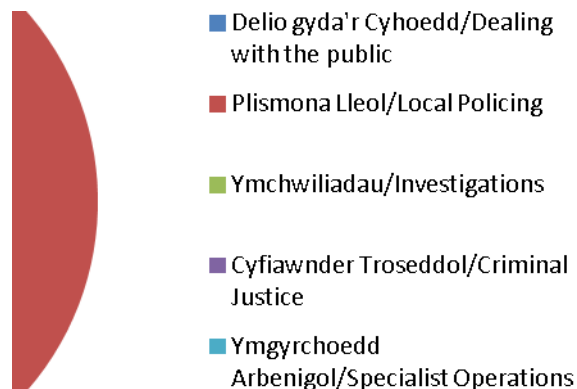 Delio gyda'r Cyhoedd/Dealing
with the public
Plismona Lleol/Local Policing
Ymchwiliadau/Investigations
Cyfiawnder Troseddol/Criminal
Justice
Ymgyrchoedd
Arbenigol/Specialist Operations